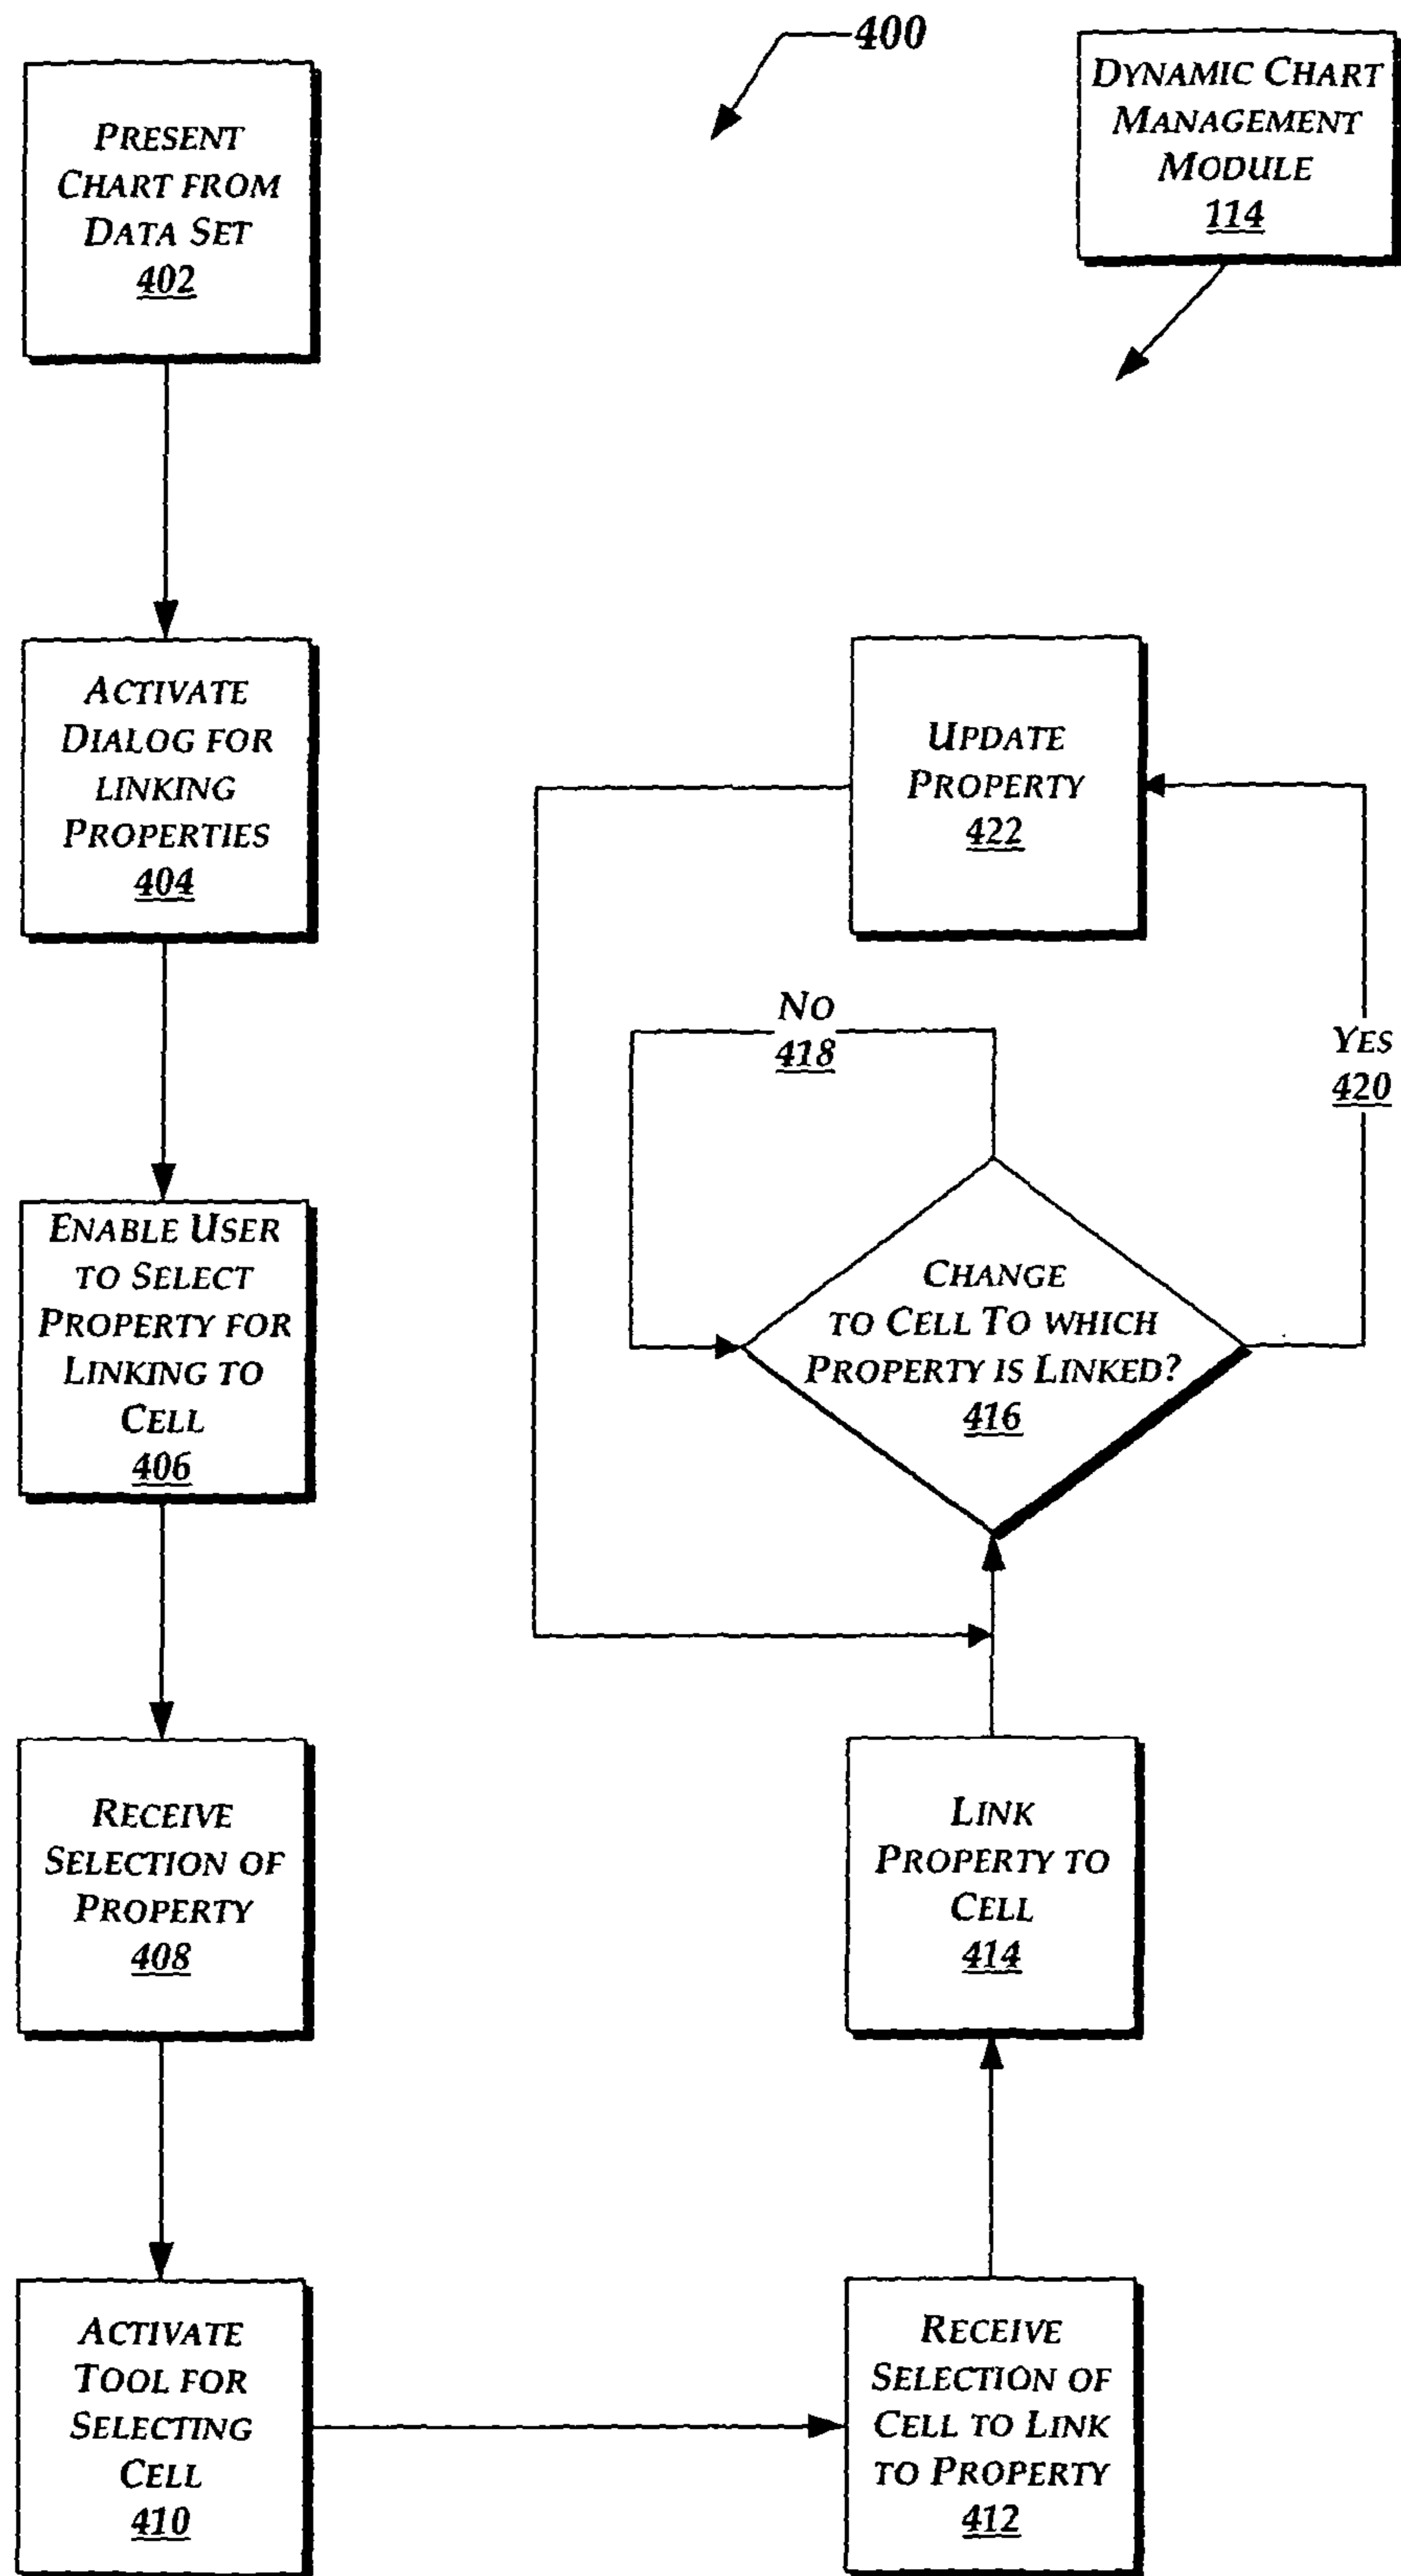 400
DYNAMIC CHART
MANAGEMENT
MODULE
114
PRESENT
CHART FROM
DATA SET
402
ACTIVATE
DIALOG FOR
LINKING
PROPERTIES
404
ENABLE USER
TO SELECT
PROPERTY FOR
LINKING TO
CELL
406
RECEIVE
SELECTION OF
PROPERTY
408
ACTIVATE
TOOL FOR
SELECTING
CELL
410
RECEIVE
SELECTION OF
CELL TO LINK
TO PROPERTY
412
LINK
PROPERTY TO
CELL
414
CHANGE
TO CELL TO WHICH
PROPERTY IS LINKED?
416
NO
418
YES
420
UPDATE
PROPERTY
422